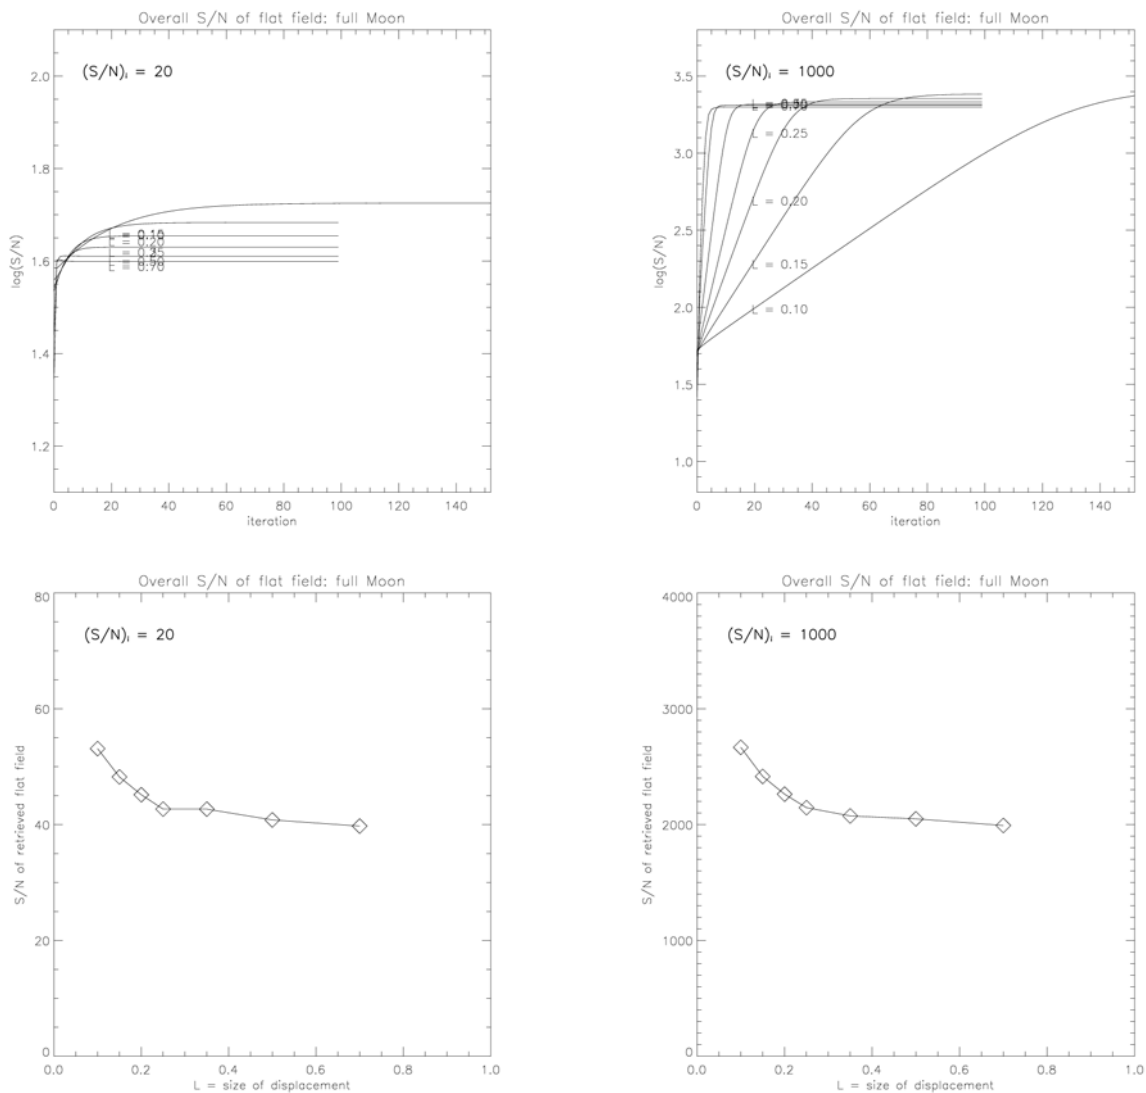 Overall S/N of flat field: full Moon
(S/N)ᵢ = 20
log(S/N)
2.0
1.8
1.6
1.4
1.2
L = 0.20
L = 0.70
0 20 40 60 80 100 120 140
iteration
Overall S/N of flat field: full Moon
(S/N)ᵢ = 1000
log(S/N)
3.5
3.0
2.5
2.0
1.5
1.0
L = 0.25
L = 0.20
L = 0.15
L = 0.10
0 20 40 60 80 100 120 140
iteration
Overall S/N of flat field: full Moon
(S/N)ᵢ = 20
S/N of retrieved flat field
80
60
40
20
0
0.0 0.2 0.4 0.6 0.8 1.0
L = size of displacement
Overall S/N of flat field: full Moon
(S/N)ᵢ = 1000
S/N of retrieved flat field
4000
3000
2000
1000
0
0.0 0.2 0.4 0.6 0.8 1.0
L = size of displacement